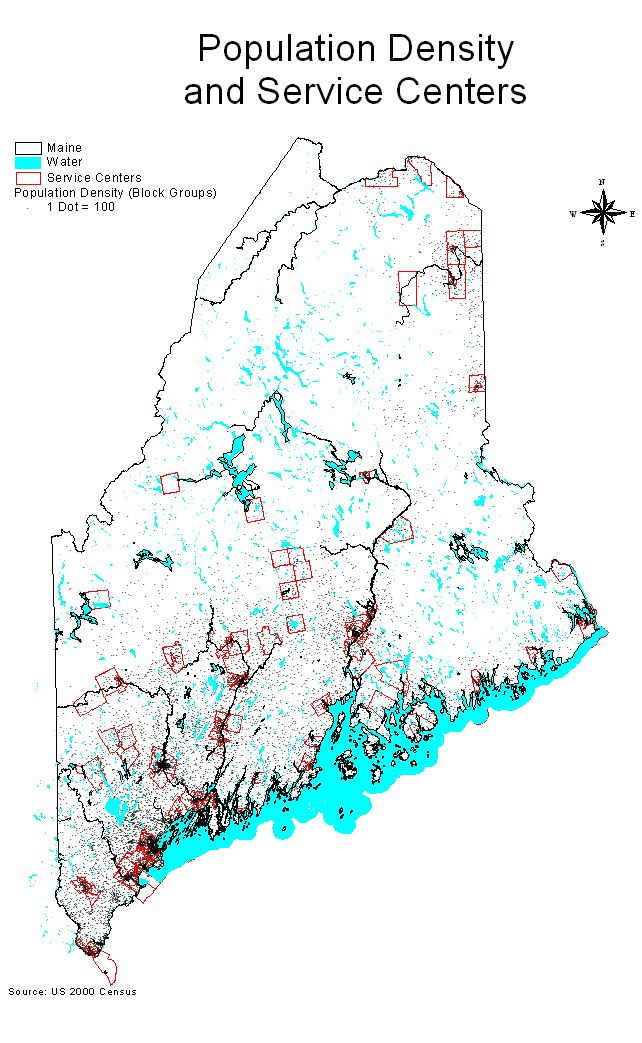 Population Density
and Service Centers
Maine
Water
Service Centers
Population Density (Block Groups)
1 Dot = 100
N
W
E
S
Source: US 2000 Census